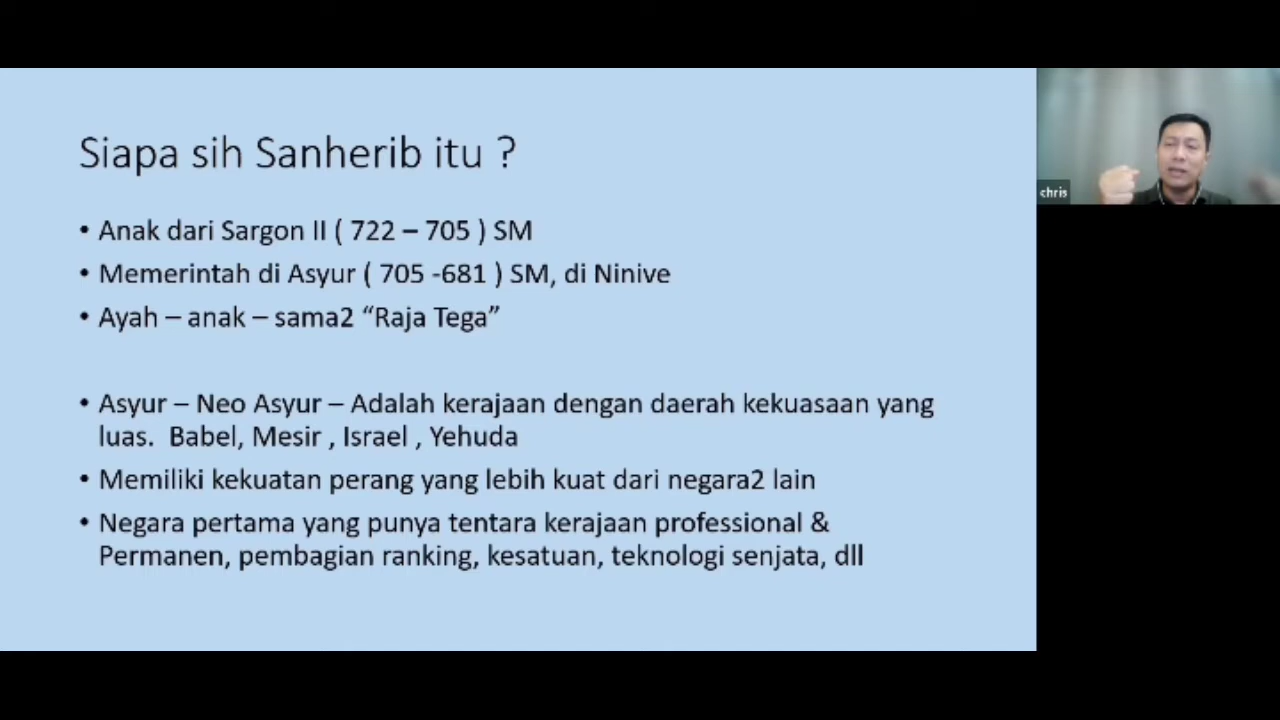 Siapa sih Sanherib itu ?
• Anak dari Sargon II ( 722 – 705 ) SM
• Memerintah di Asyur ( 705 -681 ) SM, di Ninive
• Ayah – anak – sama2 “Raja Tega”
• Asyur – Neo Asyur – Adalah kerajaan dengan daerah kekuasaan yang
luas.  Babel, Mesir , Israel , Yehuda
• Memiliki kekuatan perang yang lebih kuat dari negara2 lain
• Negara pertama yang punya tentara kerajaan professional &
Permanen, pembagian ranking, kesatuan, teknologi senjata, dll
chris